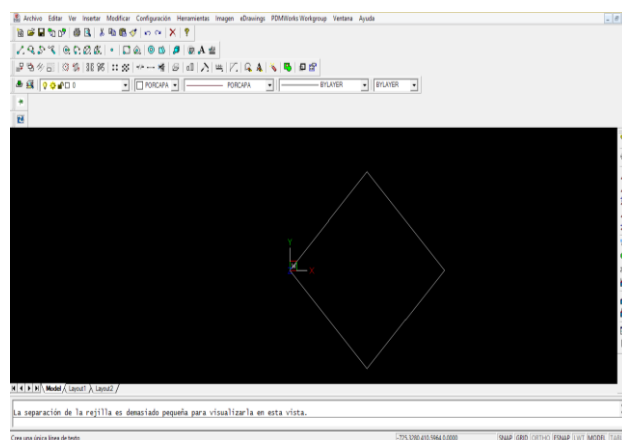 Archivo Editar Ver Insertar Modificar Configuración Herramientas Imagen eDrawings PDMWorks Workgroup Ventana Ayuda
0 PORCAPA PORCAPA BYLAYER BYLAYER
Y
X
Model Layout1 Layout2
La separación de la rejilla es demasiado pequeña para visualizarla en esta vista.
Crea una única línea de texto SNAP GRID ORTHO ESNAP LWT MODEL